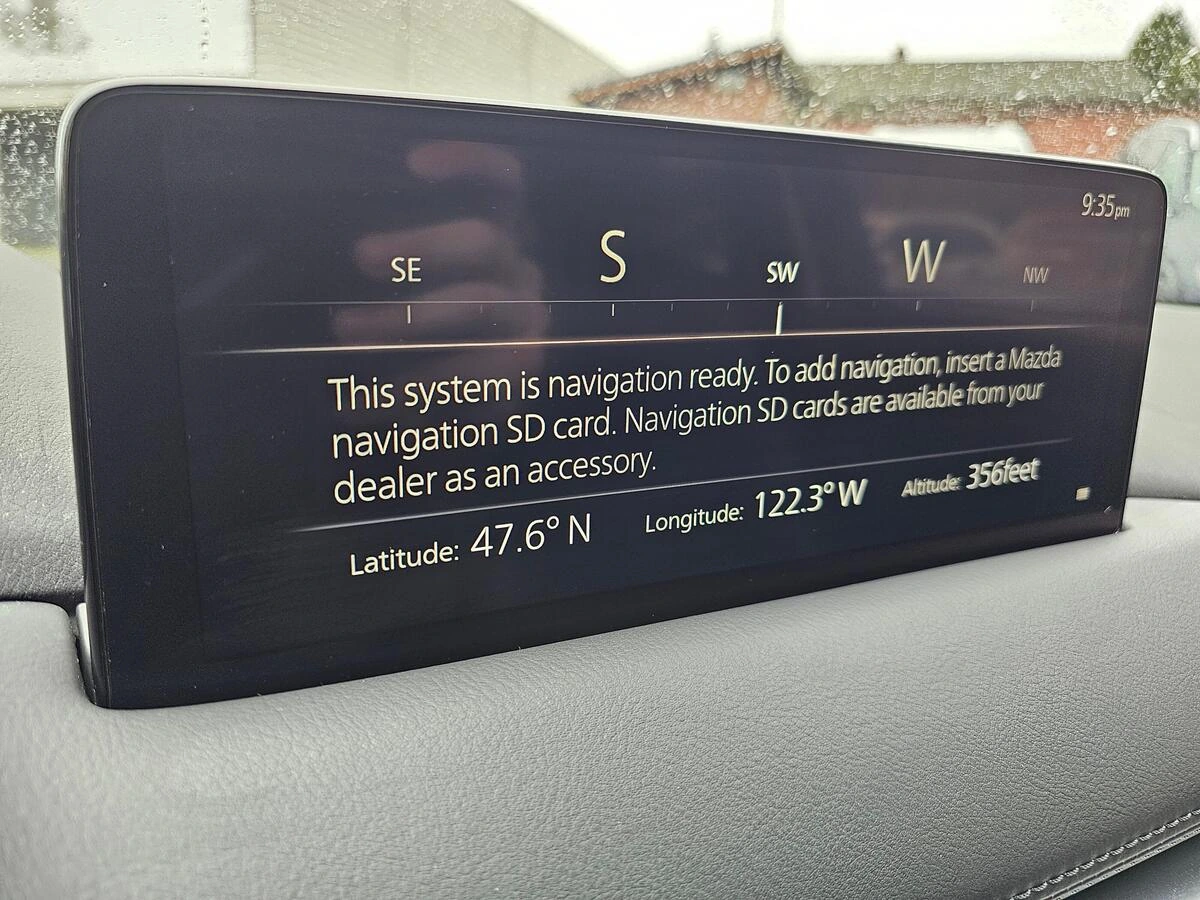 9:35pm
SE S SW W NW
This system is navigation ready. To add navigation, insert a Mazda
navigation SD card. Navigation SD cards are available from your
dealer as an accessory.
Latitude: 47.6° N Longitude: 122.3° W Altitude: 356feet